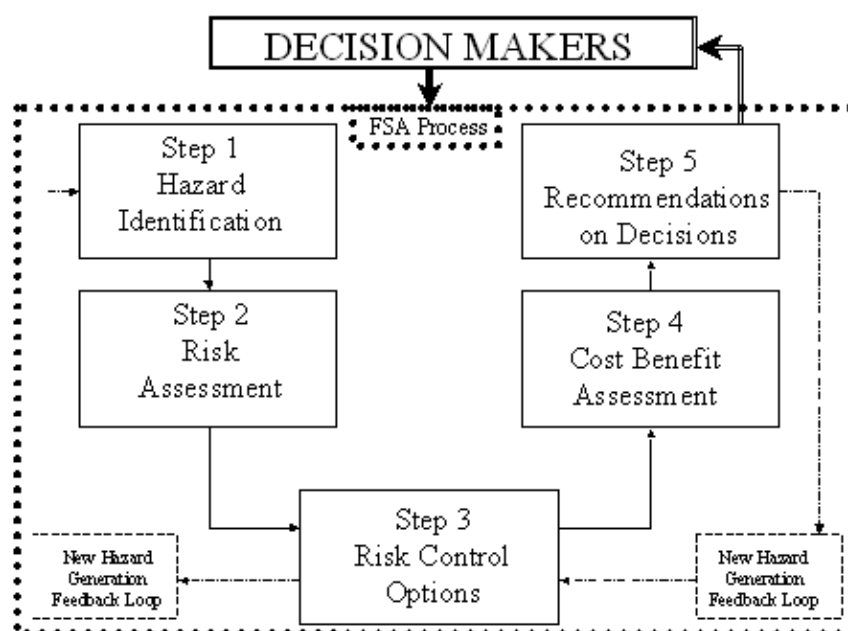 DECISION MAKERS
FSA Process
Step 1
Hazard
Identification
Step 2
Risk
Assessment
Step 3
Risk Control
Options
Step 4
Cost Benefit
Assessment
Step 5
Recommendations
on Decisions
New Hazard
Generation
Feedback Loop
New Hazard
Generation
Feedback Loop